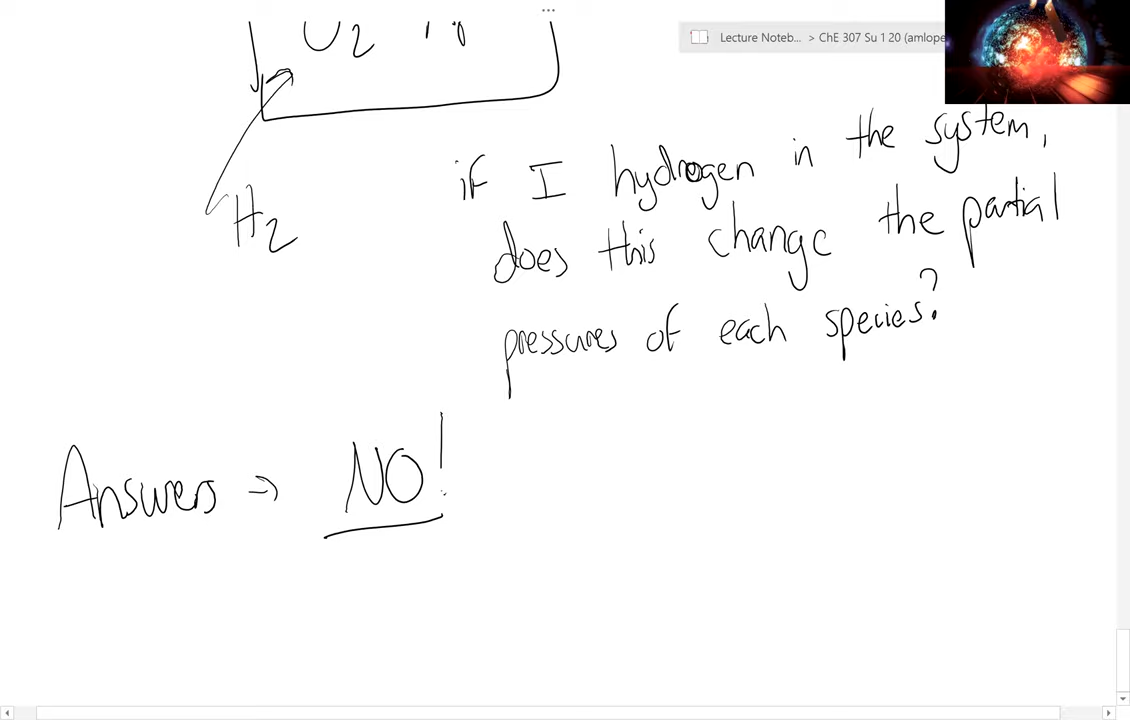 Lecture Noteb... > ChE 307 Su 1 20 (amlope
O2
H2
if I hydrogen in the system,
does this change the partial
pressures of each species?
Answers ⇒ NO!